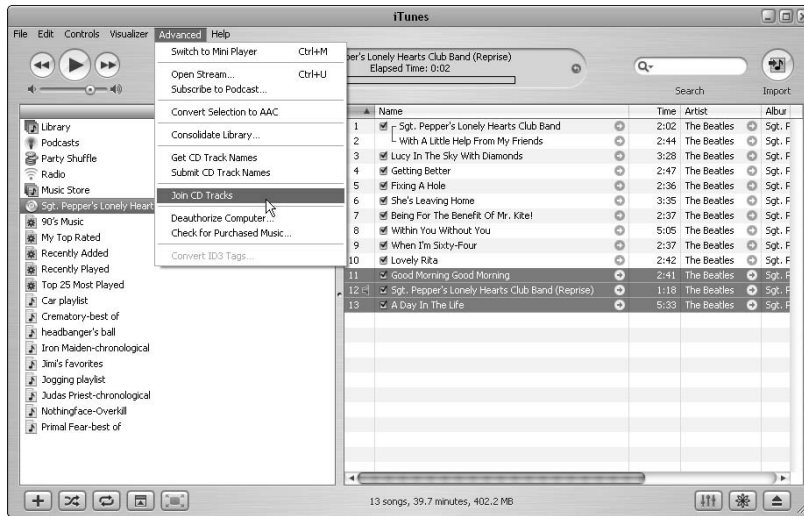 iTunes
File Edit Controls Visualizer Advanced Help
Switch to Mini Player Ctrl+M
Open Stream... Ctrl+U
Subscribe to Podcast...
Convert Selection to AAC
Consolidate Library...
Get CD Track Names
Submit CD Track Names
Join CD Tracks
Deauthorize Computer...
Check for Purchased Music...
Convert ID3 Tags...
per's Lonely Hearts Club Band (Reprise)
Elapsed Time: 0:02
Search
Import
Library
Podcasts
Party Shuffle
Radio
Music Store
Sgt. Pepper's Lonely Heart
90's Music
My Top Rated
Recently Added
Recently Played
Top 25 Most Played
Car playlist
Crematory-best of
headbanger's ball
Iron Maiden-chronological
Jimi's favorites
Jogging playlist
Judas Priest-chronological
Nothingface-Overkill
Primal Fear-best of
Name Time Artist Albur
1 Sgt. Pepper's Lonely Hearts Club Band 2:02 The Beatles Sgt. P
2 With A Little Help From My Friends 2:44 The Beatles Sgt. P
3 Lucy In The Sky With Diamonds 3:28 The Beatles Sgt. P
4 Getting Better 2:47 The Beatles Sgt. P
5 Fixing A Hole 2:36 The Beatles Sgt. P
6 She's Leaving Home 3:35 The Beatles Sgt. P
7 Being For The Benefit Of Mr. Kite! 2:37 The Beatles Sgt. P
8 Within You Without You 5:05 The Beatles Sgt. P
9 When I'm Sixty-Four 2:37 The Beatles Sgt. P
10 Lovely Rita 2:42 The Beatles Sgt. P
11 Good Morning Good Morning 2:41 The Beatles Sgt. P
12 Sgt. Pepper's Lonely Hearts Club Band (Reprise) 1:18 The Beatles Sgt. P
13 A Day In The Life 5:33 The Beatles Sgt. P
13 songs, 39.7 minutes, 402.2 MB